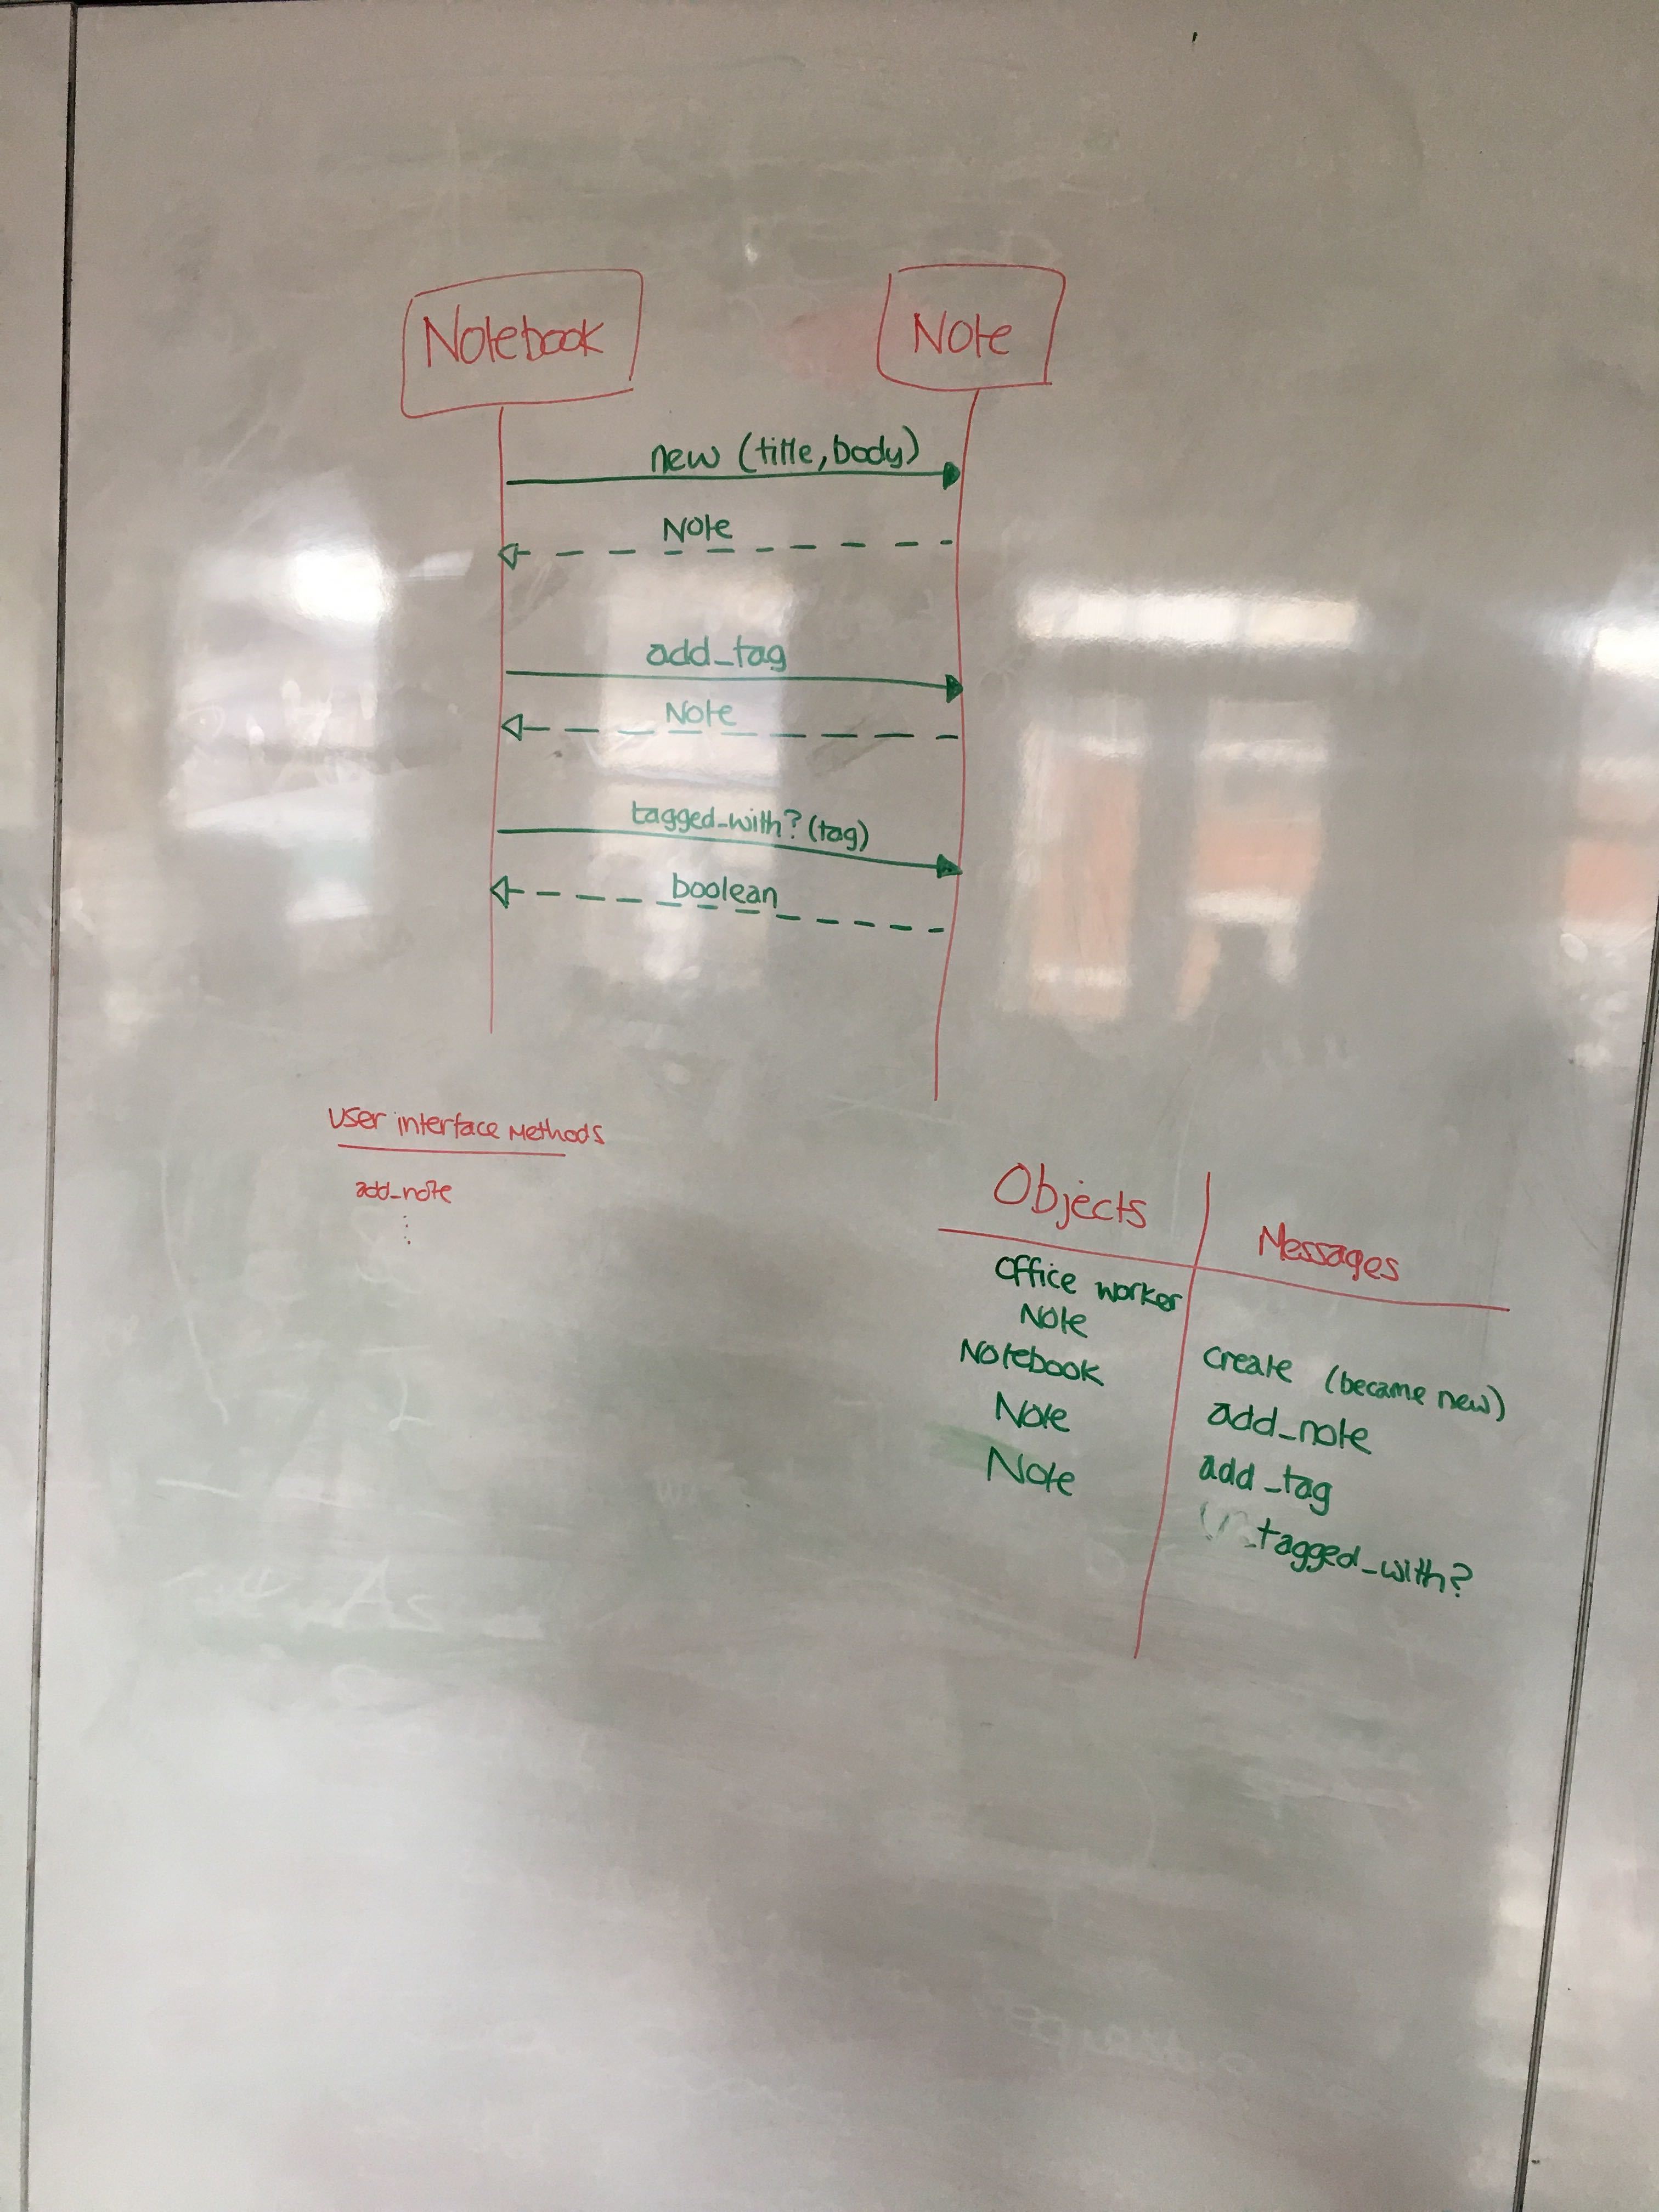 Notebook
Note
new (title, body)
Note
add_tag
Note
tagged_with? (tag)
boolean
User interface Methods
add_note
Objects
Messages
Office worker
Note
Notebook
create (became new)
Note
add_note
Note
add_tag
tagged_with?